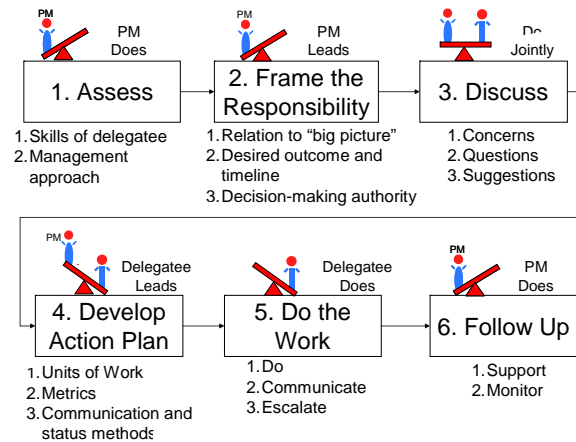 PM
PM
Does
1. Assess
1. Skills of delegatee
2. Management
approach
PM
PM
Leads
2. Frame the
Responsibility
1. Relation to “big picture”
2. Desired outcome and
timeline
3. Decision-making authority
Do
Jointly
3. Discuss
1. Concerns
2. Questions
3. Suggestions
PM
Delegatee
Leads
4. Develop
Action Plan
1. Units of Work
2. Metrics
3. Communication and
status methods
Delegatee
Does
5. Do the
Work
1. Do
2. Communicate
3. Escalate
PM
PM
Does
6. Follow Up
1. Support
2. Monitor